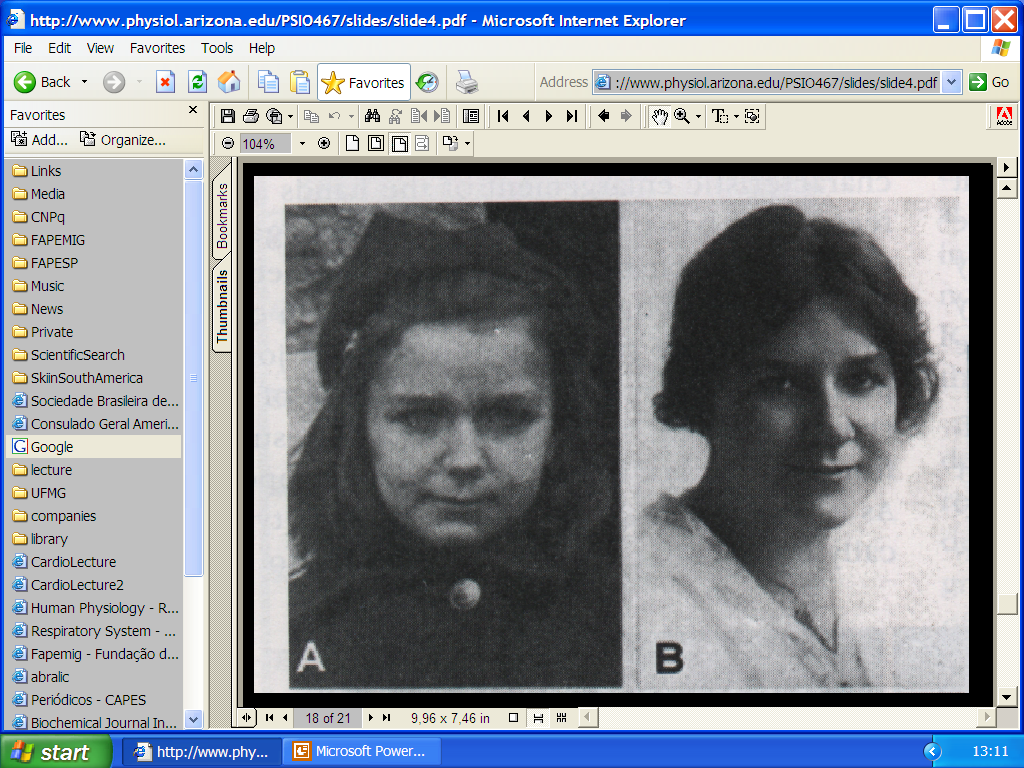 http://www.physiol.arizona.edu/PSIO467/slides/slide4.pdf - Microsoft Internet Explorer
File Edit View Favorites Tools Help
Back Favorites Address ://www.physiol.arizona.edu/PSIO467/slides/slide4.pdf Go
Favorites
Add... Organize...
104%
Adobe
Links
Media
CNPq
FAPEMIG
FAPESP
Music
News
Private
ScientificSearch
SkiinSouthAmerica
Sociedade Brasileira de...
Consulado Geral Ameri...
Google
lecture
UFMG
companies
library
CardioLecture
CardioLecture2
Human Physiology - R...
Respiratory System - ...
Fapemig - Fundação d...
abralic
Periódicos - CAPES
Biochemical Journal In...
Bookmarks
Thumbnails
A
B
18 of 21 9,96 x 7,46 in
start http://www.phy... Microsoft Power... 13:11